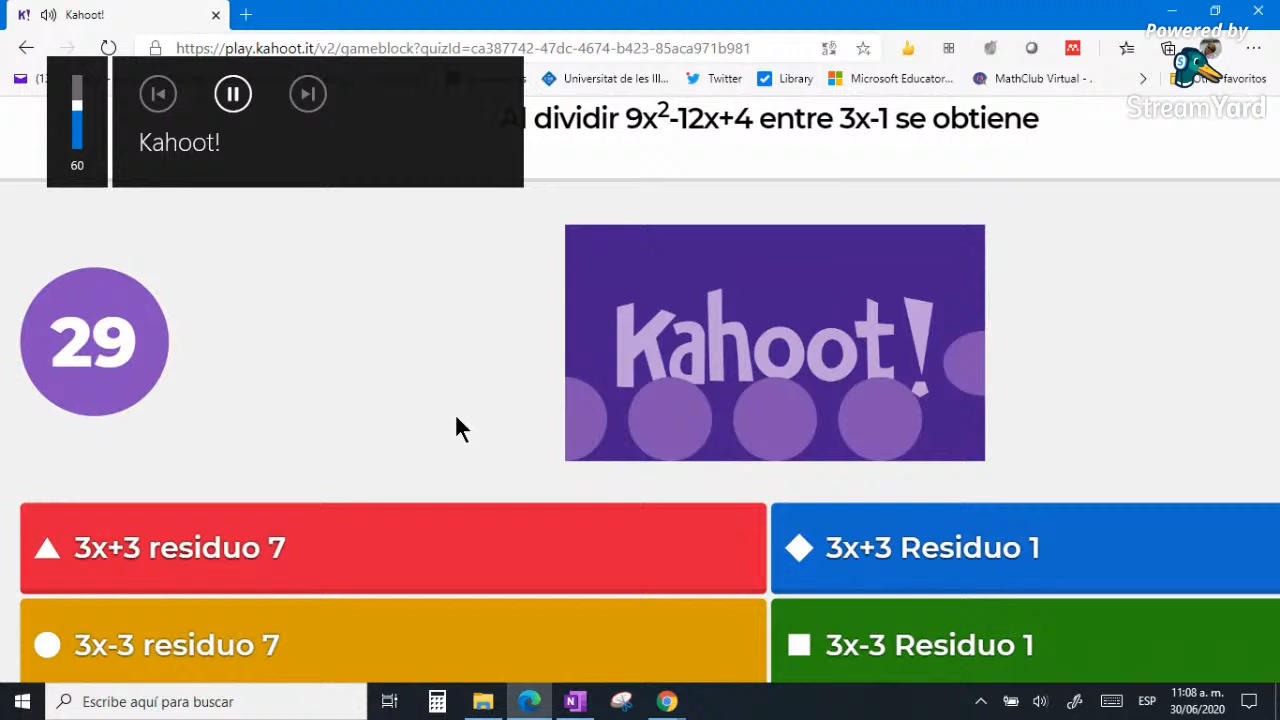 Kahoot!
https://play.kahoot.it/v2/gameblock?quizId=ca387742-47dc-4674-b423-85aca971b981
Powered by
Universitat de les Ill...
Twitter
Library
Microsoft Educator...
MathClub Virtual - .
Otro favoritos
S
StreamYard
60
Kahoot!
Al dividir 9x²-12x+4 entre 3x-1 se obtiene
29
Kahoot!
3x+3 residuo 7
3x+3 Residuo 1
3x-3 residuo 7
3x-3 Residuo 1
Escribe aquí para buscar
ESP
11:08 a. m.
30/06/2020